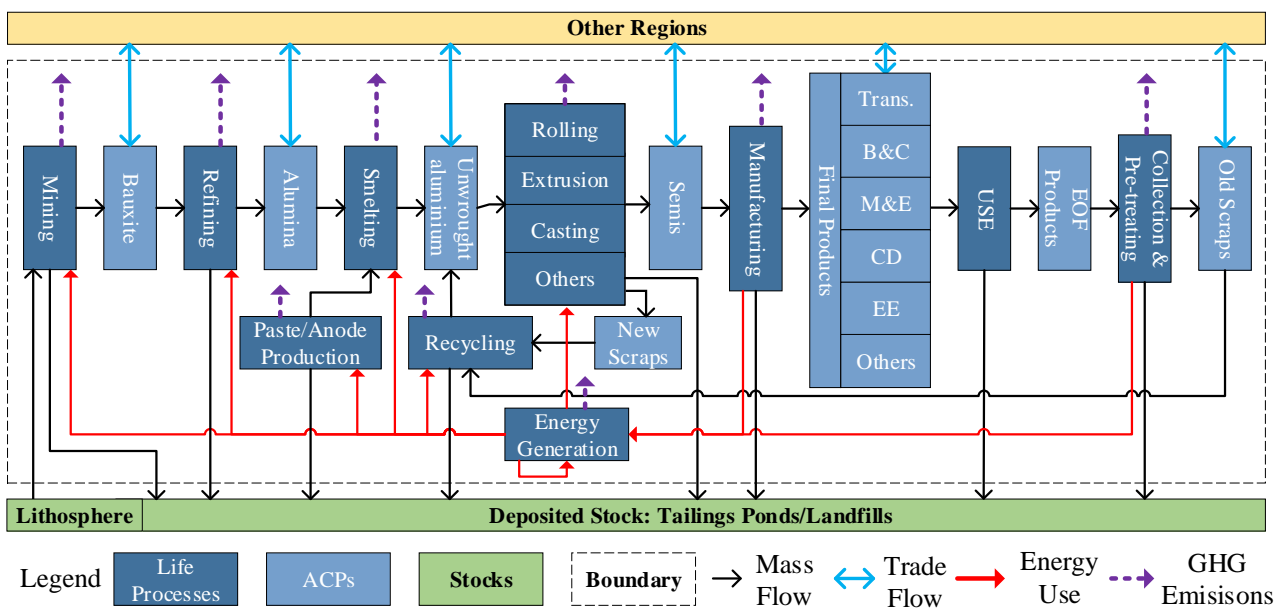 Other Regions
Mining
Bauxite
Refining
Alumina
Smelting
Unwrought
aluminium
Rolling
Extrusion
Casting
Others
Semis
Manufacturing
Final Products
Trans.
B&C
M&E
CD
EE
Others
USE
EOF
Products
Collection &
Pre-treating
Old Scraps
Paste/Anode
Production
Recycling
New
Scraps
Energy
Generation
Lithosphere
Deposited Stock: Tailings Ponds/Landfills
Legend
Life
Processes
ACPs
Stocks
Boundary
Mass
Flow
Trade
Flow
Energy
Use
GHG
Emisisons